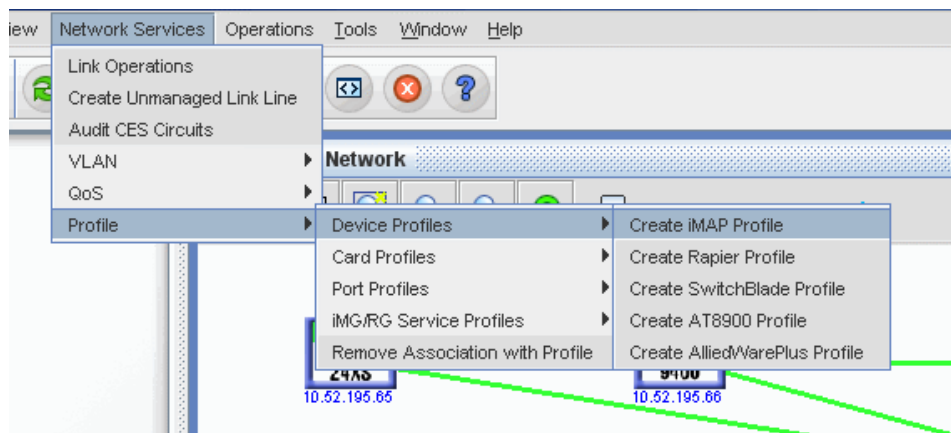 iew Network Services Operations Tools Window Help
Link Operations
Create Unmanaged Link Line
Audit CES Circuits
VLAN
Network
QoS
Profile
Device Profiles
Create iMAP Profile
Card Profiles
Create Rapier Profile
Port Profiles
Create SwitchBlade Profile
iMG/RG Service Profiles
Create AT8900 Profile
Remove Association with Profile
Create AlliedWarePlus Profile
24XS
9400
10.52.195.65
10.52.195.66